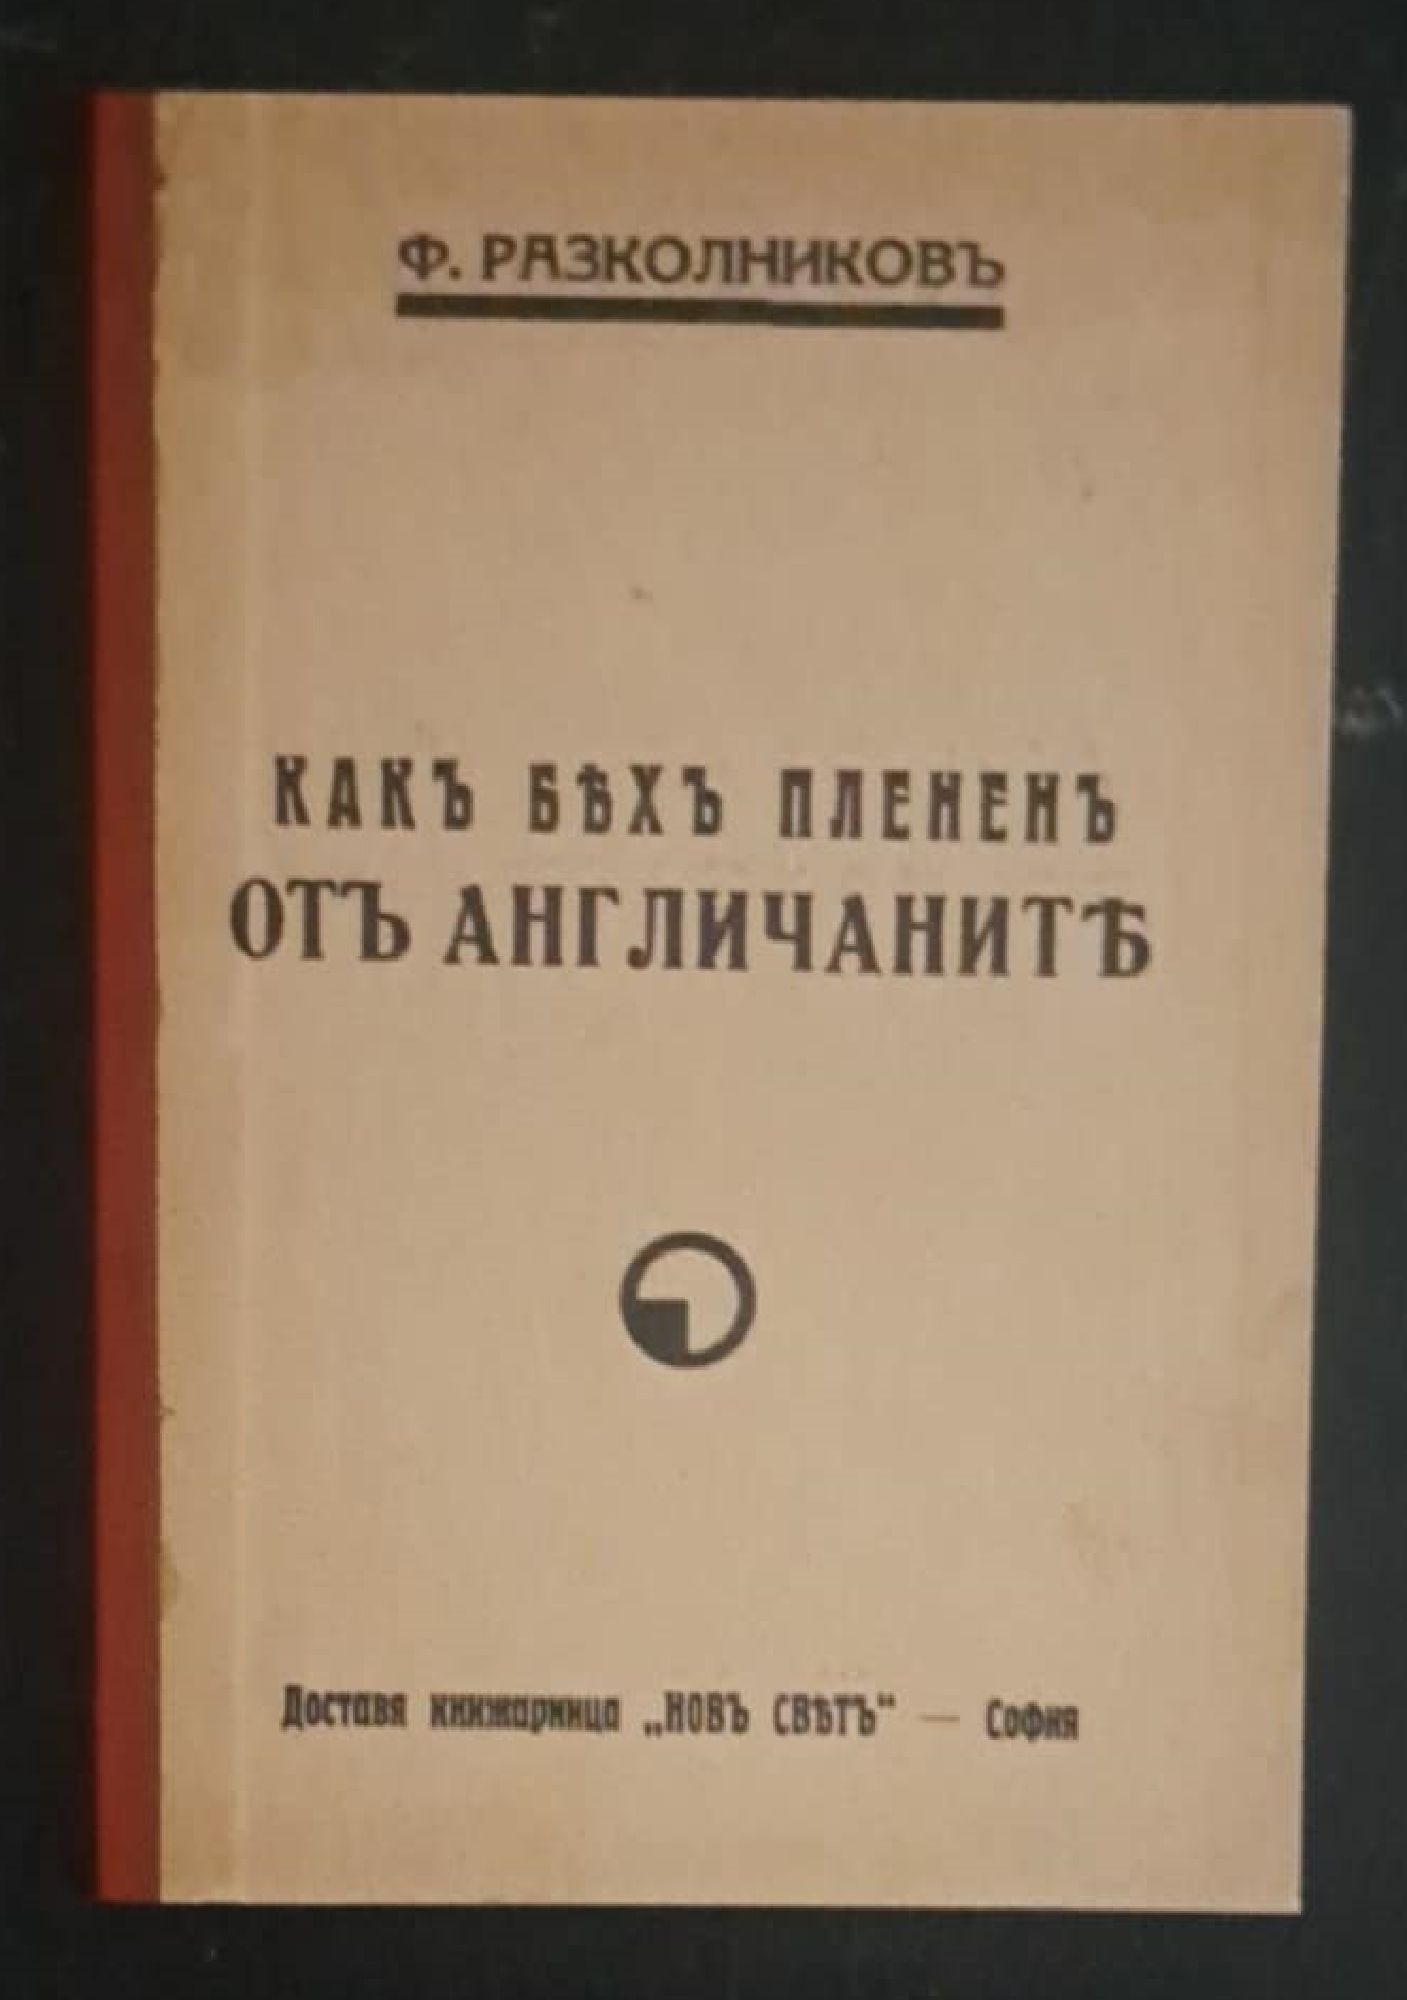 Ф. РАЗКОЛНИКОВЪ
КАКЪ БѢХЪ ПЛЕНЕНЪ
ОТЪ АНГЛИЧАНИТѢ
Доставя книжарница „НОВЪ СВѢТЪ“ — София